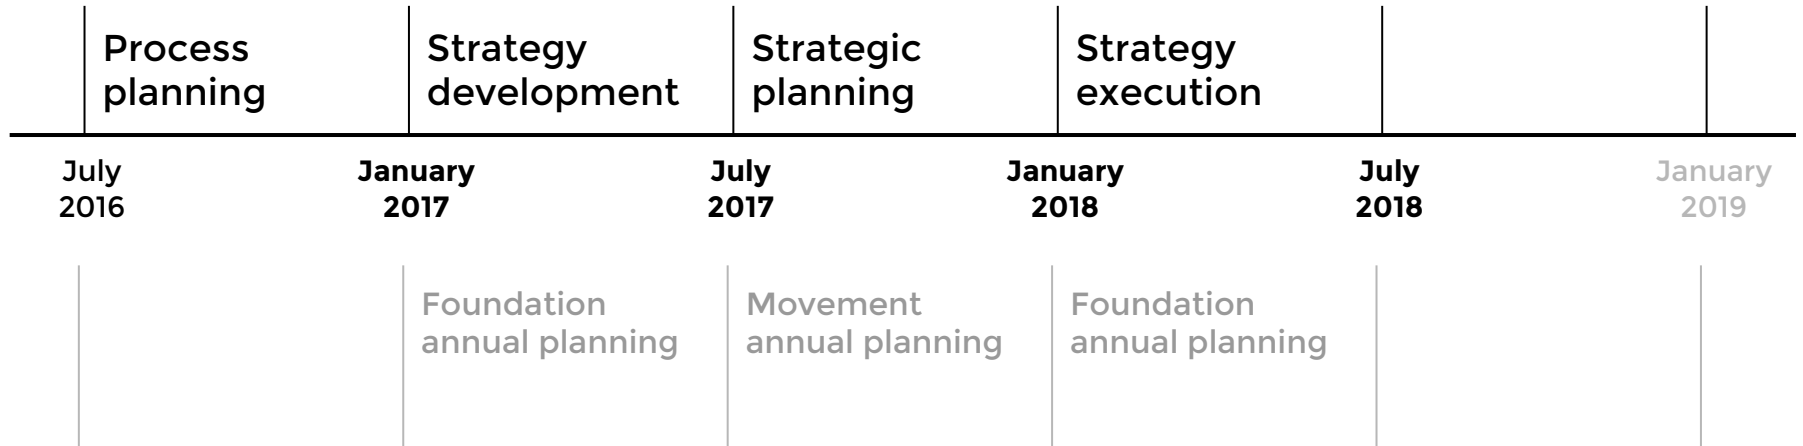 Process
planning
Strategy
development
Strategic
planning
Strategy
execution
July
2016
January
2017
July
2017
January
2018
July
2018
January
2019
Foundation
annual planning
Movement
annual planning
Foundation
annual planning